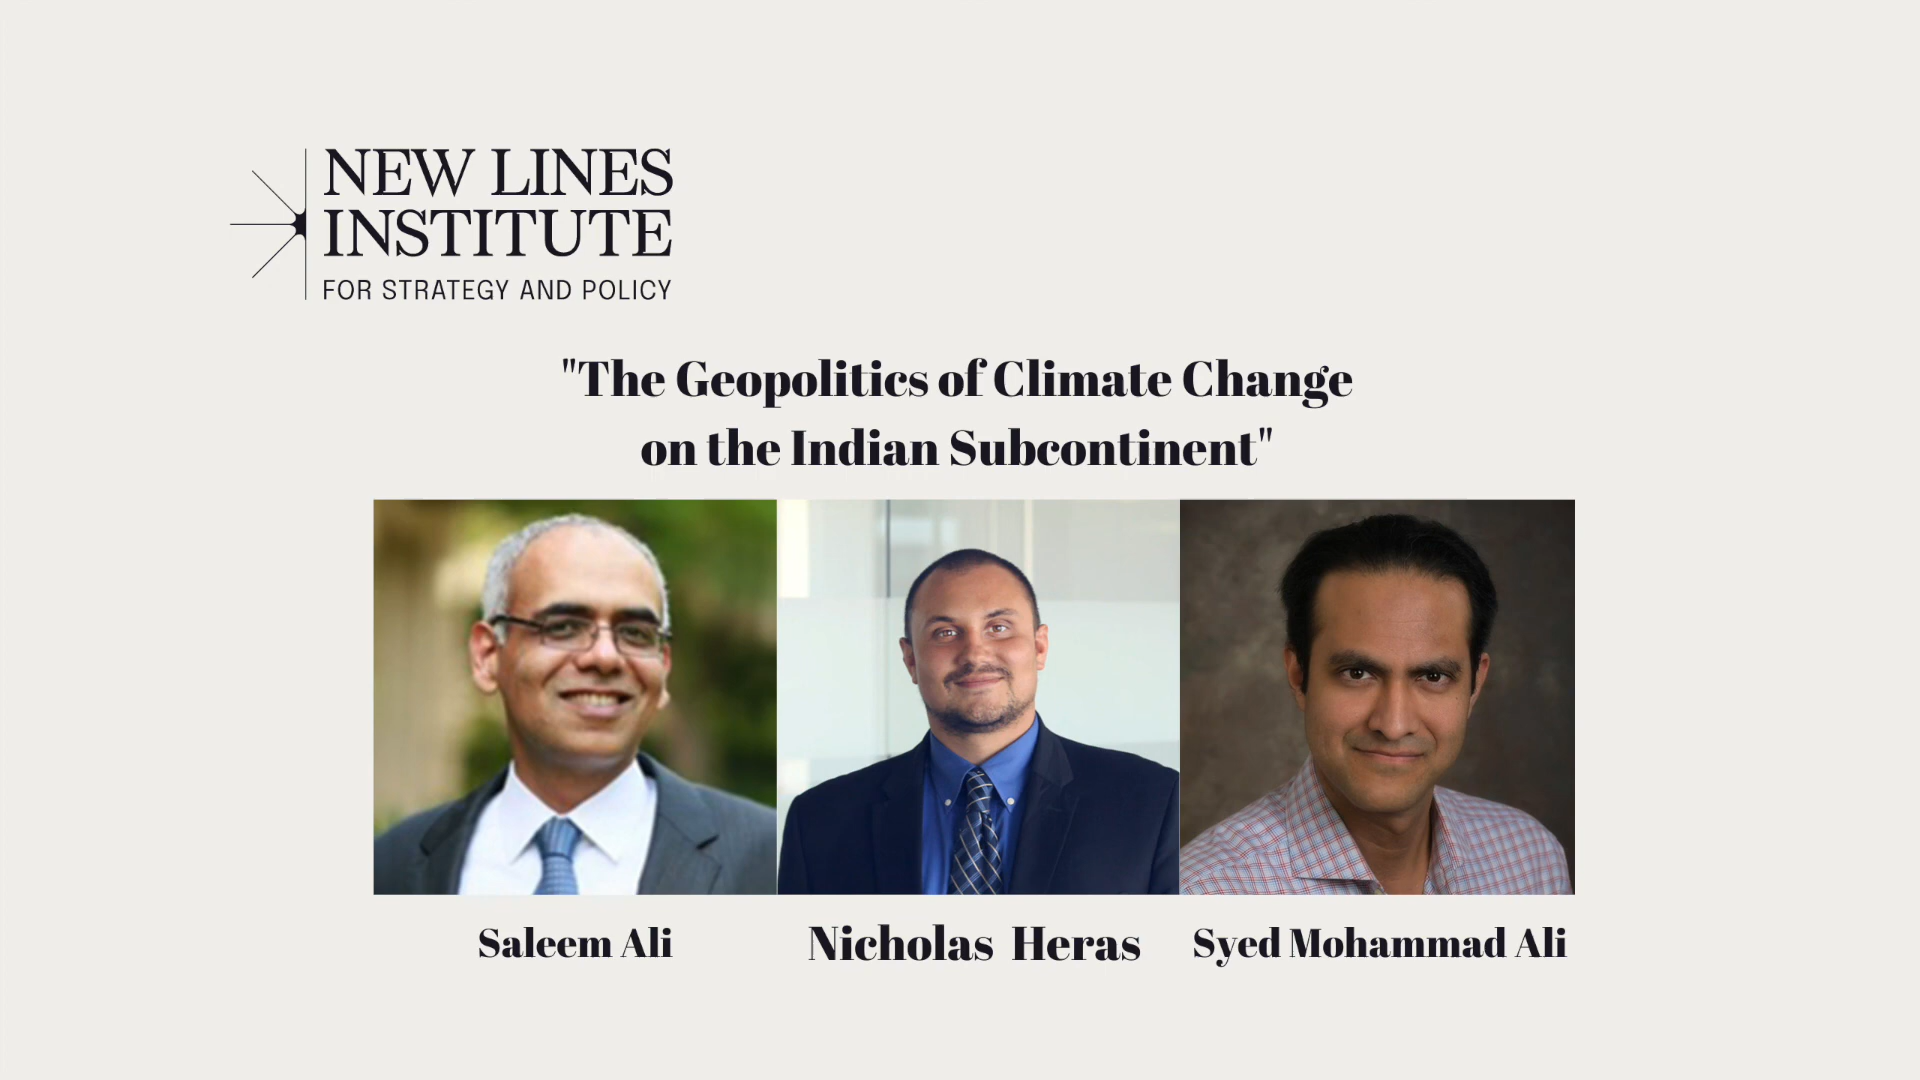 NEW LINES
INSTITUTE
FOR STRATEGY AND POLICY
"The Geopolitics of Climate Change
on the Indian Subcontinent"
Saleem Ali
Nicholas Heras
Syed Mohammad Ali